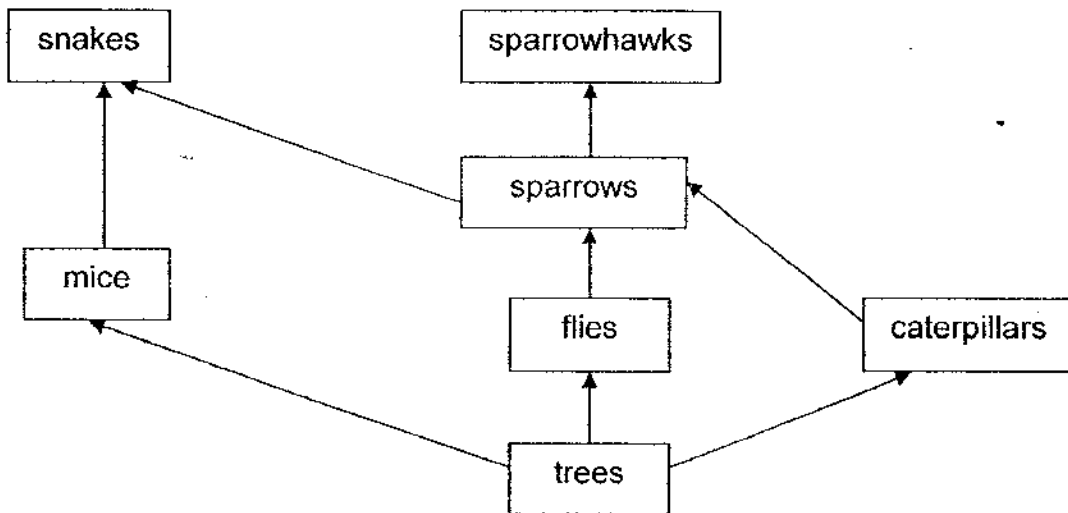 snakes
sparrowhawks
sparrows
mice
flies
caterpillars
trees